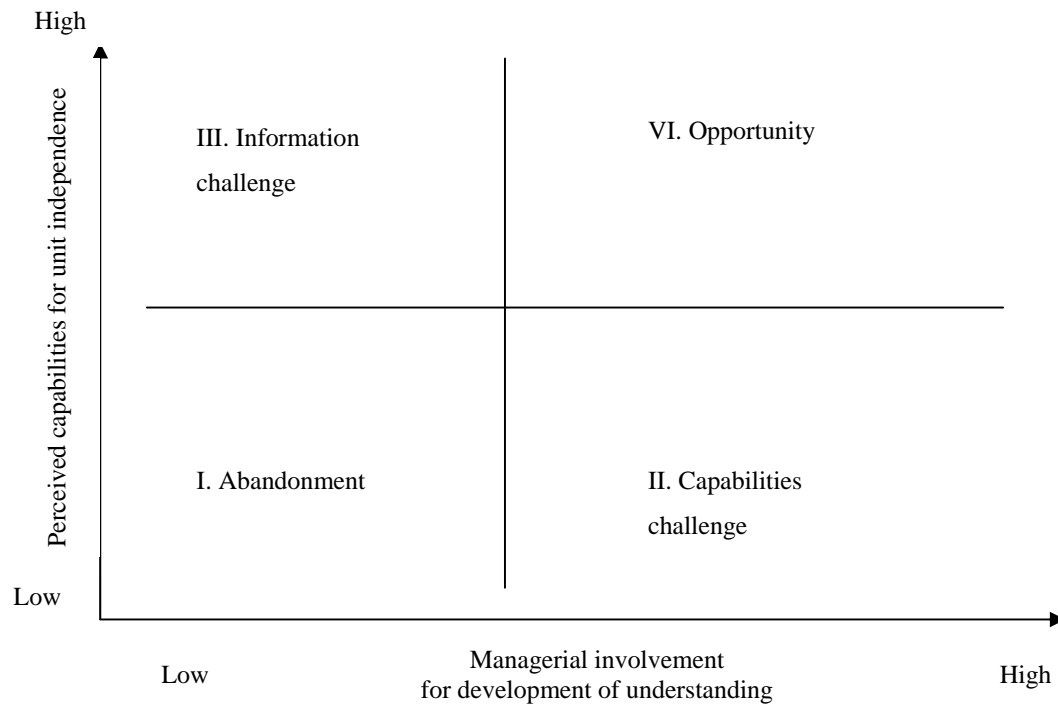 High
Perceived capabilities for unit independence
III. Information
challenge
VI. Opportunity
I. Abandonment
II. Capabilities
challenge
Low
Low
Managerial involvement
for development of understanding
High